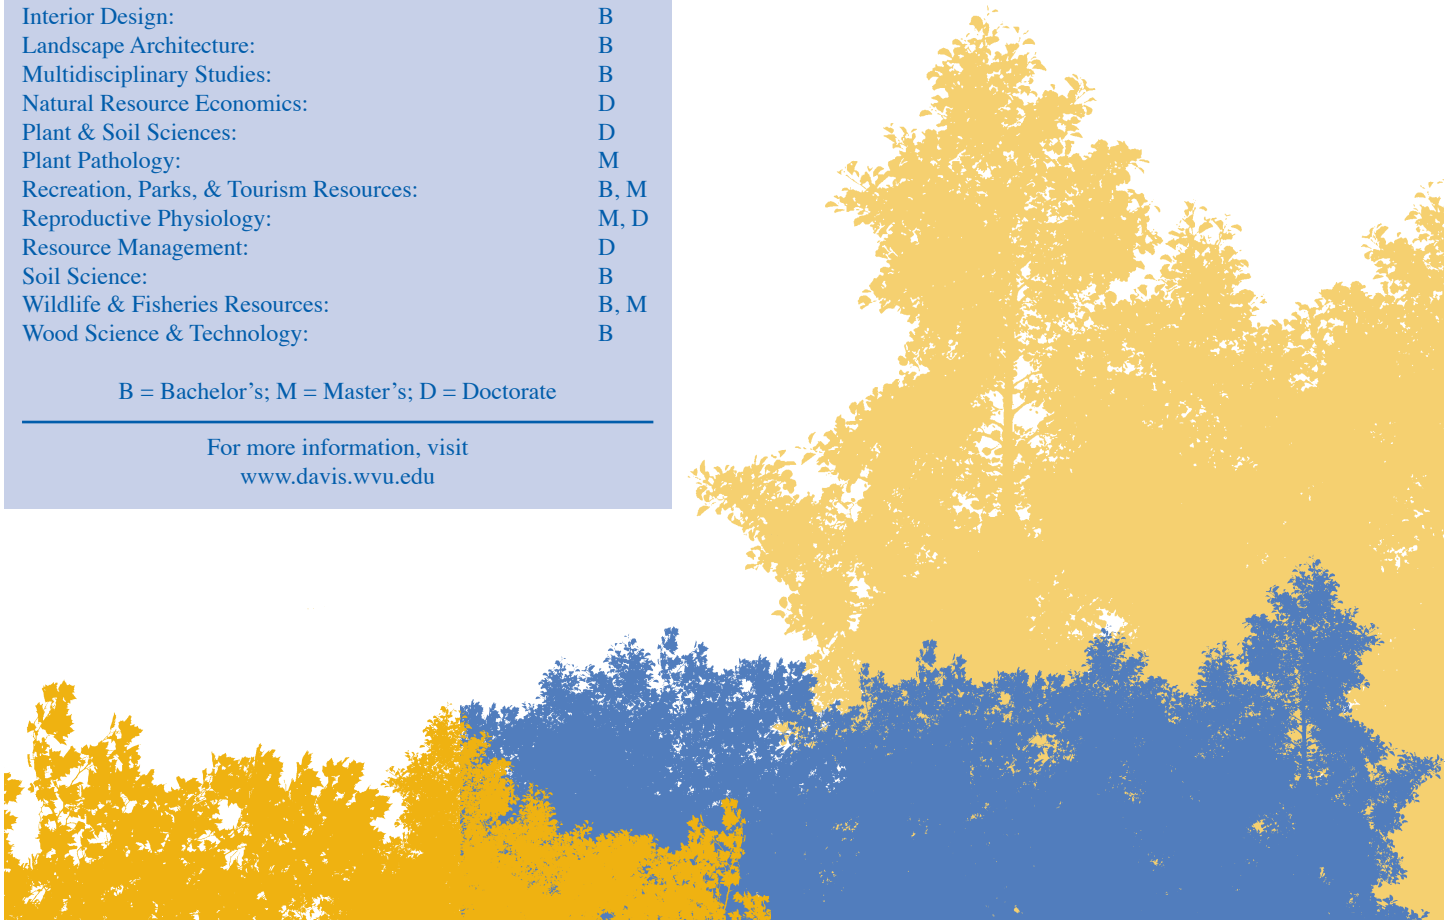 Interior Design: B
Landscape Architecture: B
Multidisciplinary Studies: B
Natural Resource Economics: D
Plant & Soil Sciences: D
Plant Pathology: M
Recreation, Parks, & Tourism Resources: B, M
Reproductive Physiology: M, D
Resource Management: D
Soil Science: B
Wildlife & Fisheries Resources: B, M
Wood Science & Technology: B
B = Bachelor’s; M = Master’s; D = Doctorate
For more information, visit
www.davis.wvu.edu